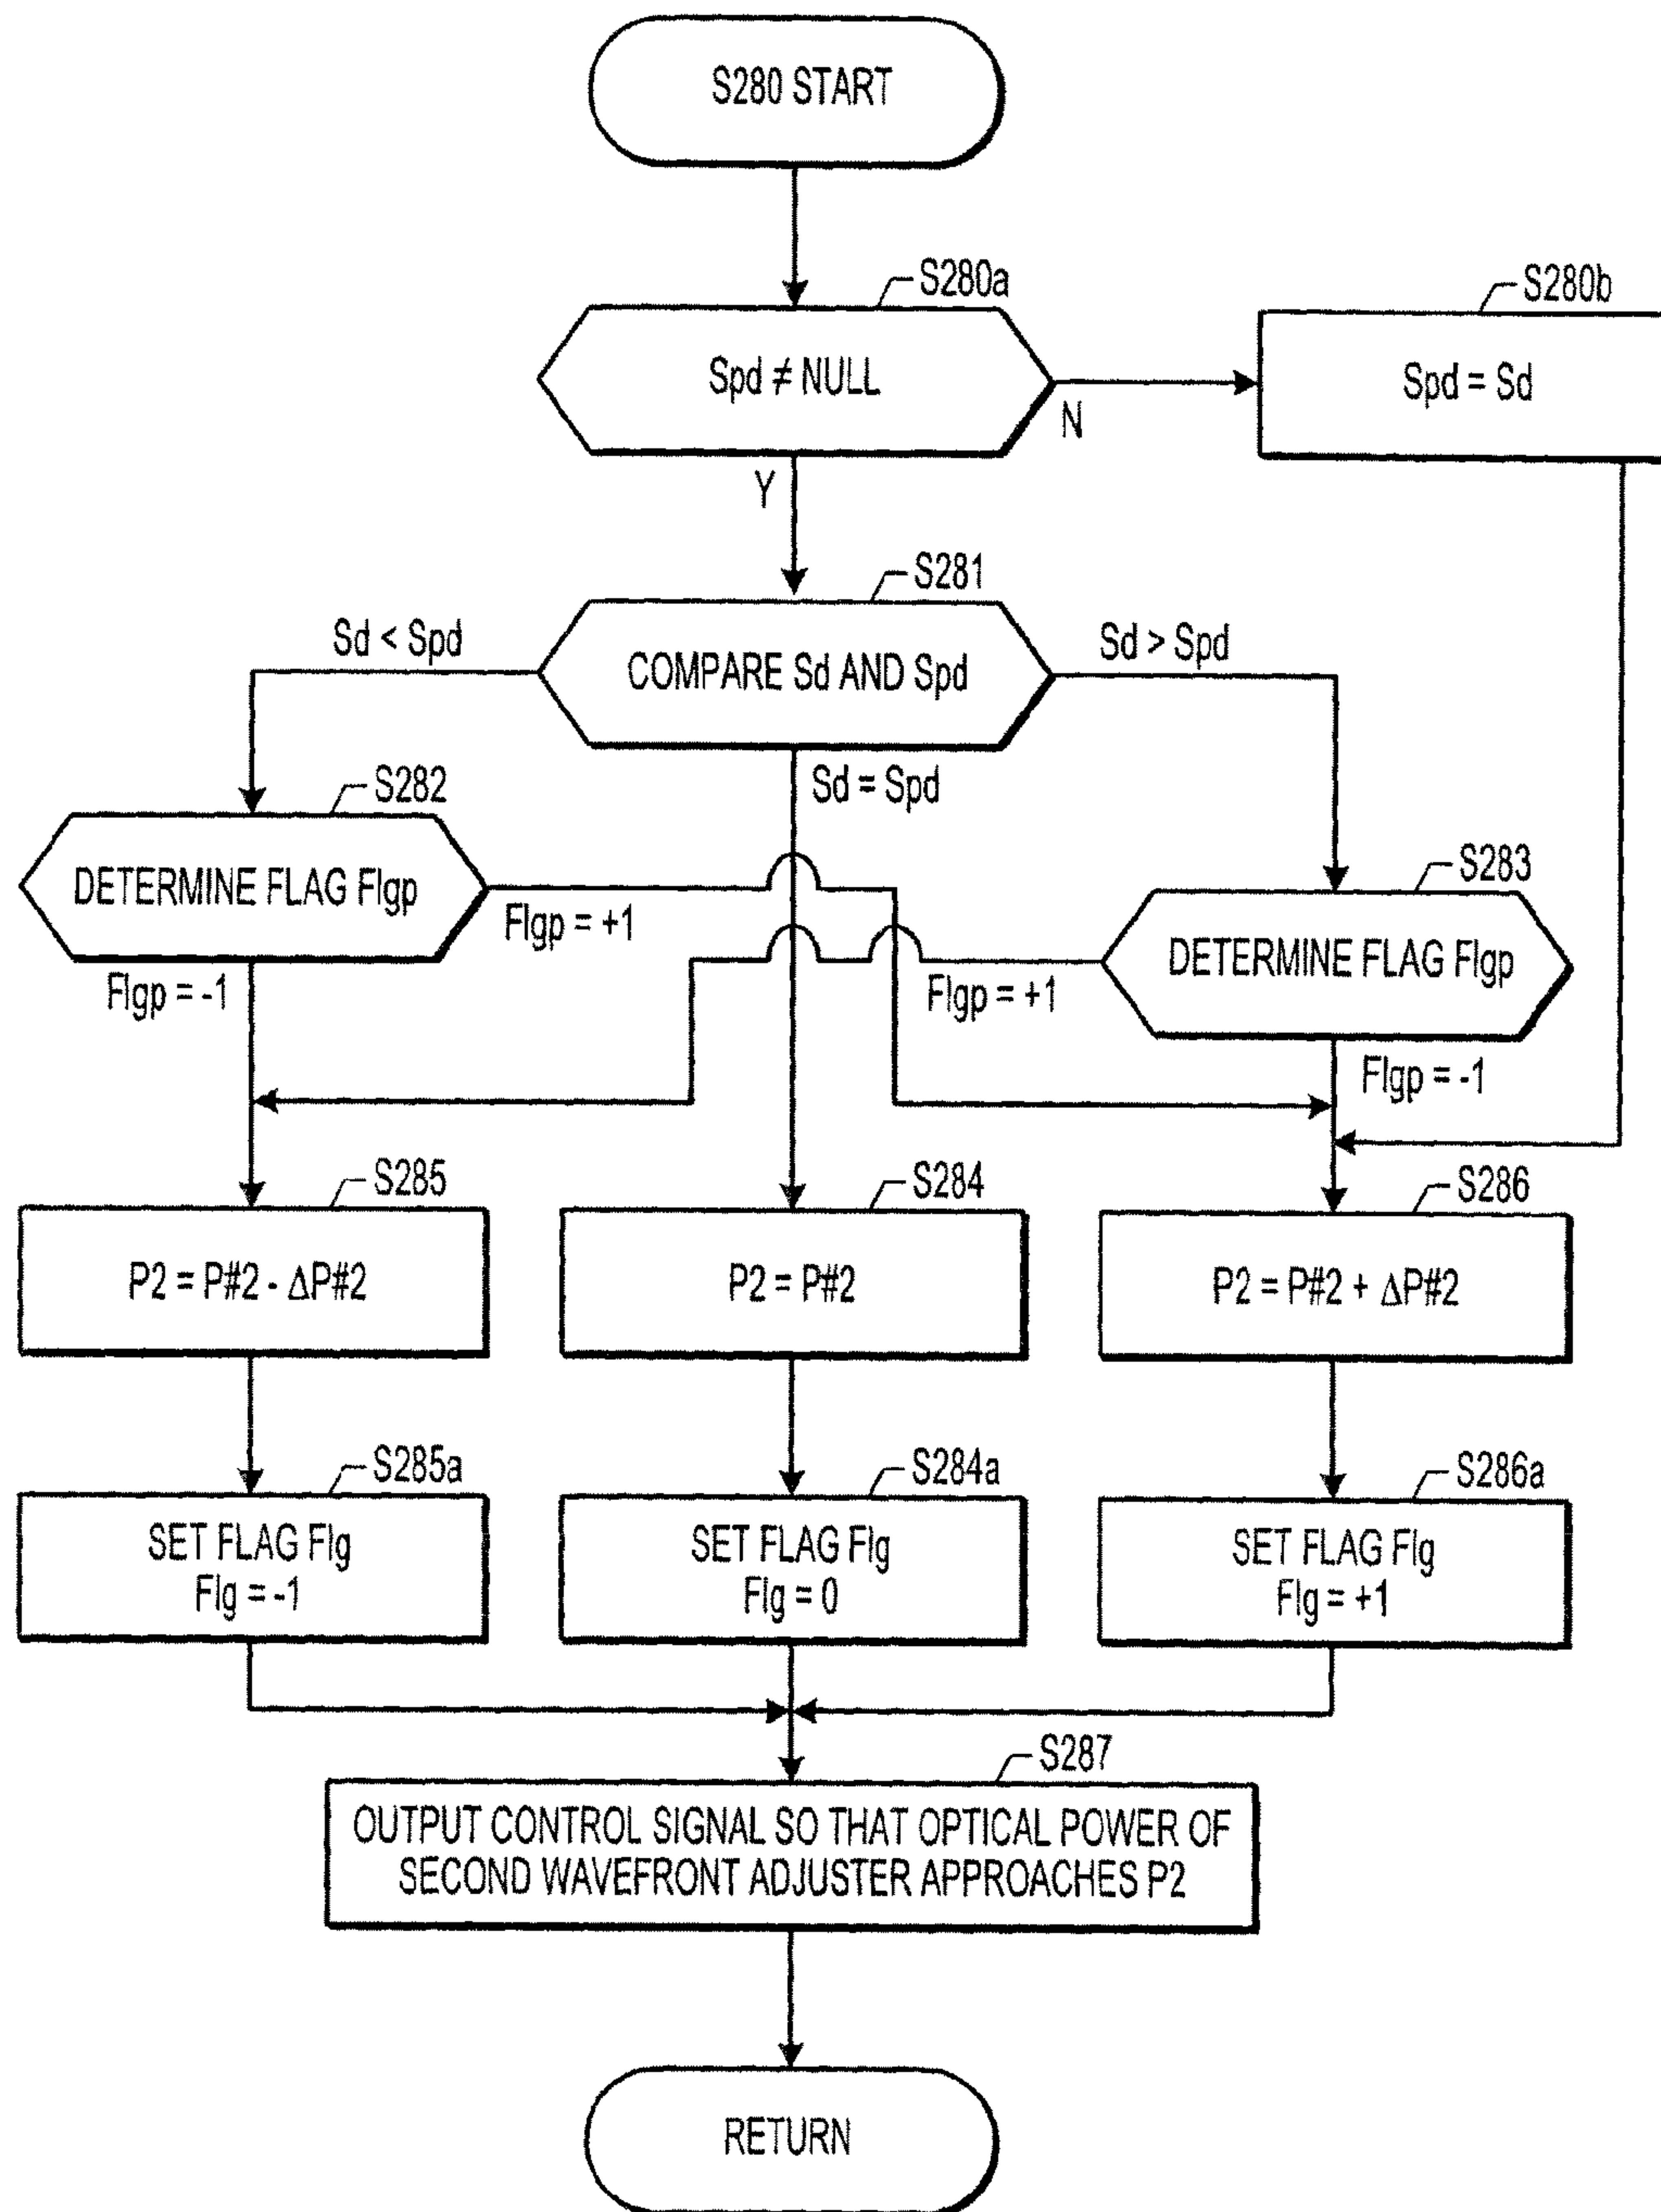 S280 START
S280a
Spd ≠ NULL
S280b
Spd = Sd
N
Y
S281
COMPARE Sd AND Spd
Sd < Spd
Sd > Spd
Sd = Spd
S282
DETERMINE FLAG Flgp
Flgp = +1
Flgp = -1
S283
DETERMINE FLAG Flgp
Flgp = +1
Flgp = -1
S285
P2 = P#2 - ΔP#2
S284
P2 = P#2
S286
P2 = P#2 + ΔP#2
S285a
SET FLAG Flg
Flg = -1
S284a
SET FLAG Flg
Flg = 0
S286a
SET FLAG Flg
Flg = +1
S287
OUTPUT CONTROL SIGNAL SO THAT OPTICAL POWER OF
SECOND WAVEFRONT ADJUSTER APPROACHES P2
RETURN